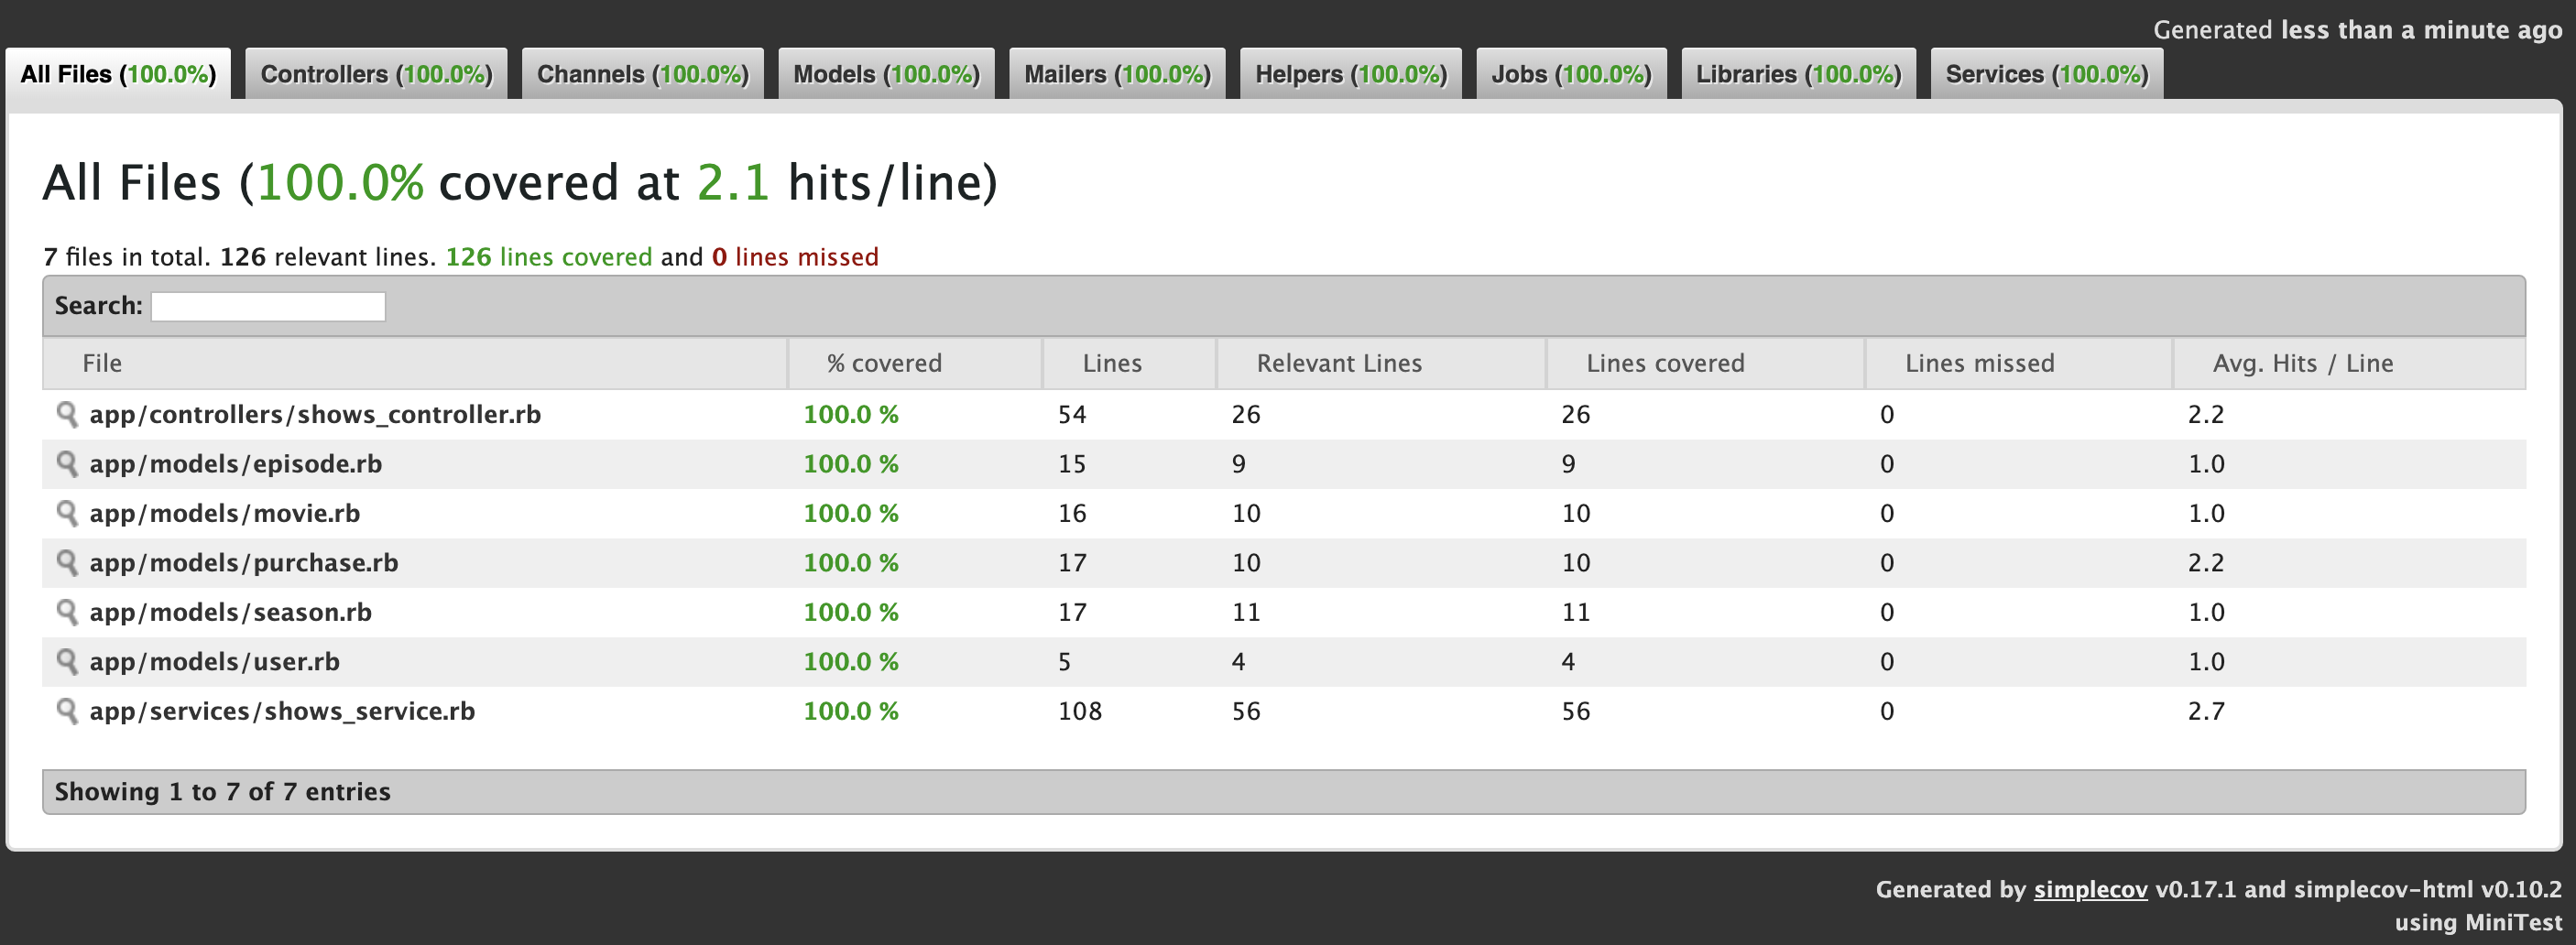 Generated less than a minute ago
All Files (100.0%) Controllers (100.0%) Channels (100.0%) Models (100.0%) Mailers (100.0%) Helpers (100.0%) Jobs (100.0%) Libraries (100.0%) Services (100.0%)
All Files (100.0% covered at 2.1 hits/line)
7 files in total. 126 relevant lines. 126 lines covered and 0 lines missed
Search:
File % covered Lines Relevant Lines Lines covered Lines missed Avg. Hits / Line
app/controllers/shows_controller.rb 100.0 % 54 26 26 0 2.2
app/models/episode.rb 100.0 % 15 9 9 0 1.0
app/models/movie.rb 100.0 % 16 10 10 0 1.0
app/models/purchase.rb 100.0 % 17 10 10 0 2.2
app/models/season.rb 100.0 % 17 11 11 0 1.0
app/models/user.rb 100.0 % 5 4 4 0 1.0
app/services/shows_service.rb 100.0 % 108 56 56 0 2.7
Showing 1 to 7 of 7 entries
Generated by simplecov v0.17.1 and simplecov-html v0.10.2
using MiniTest